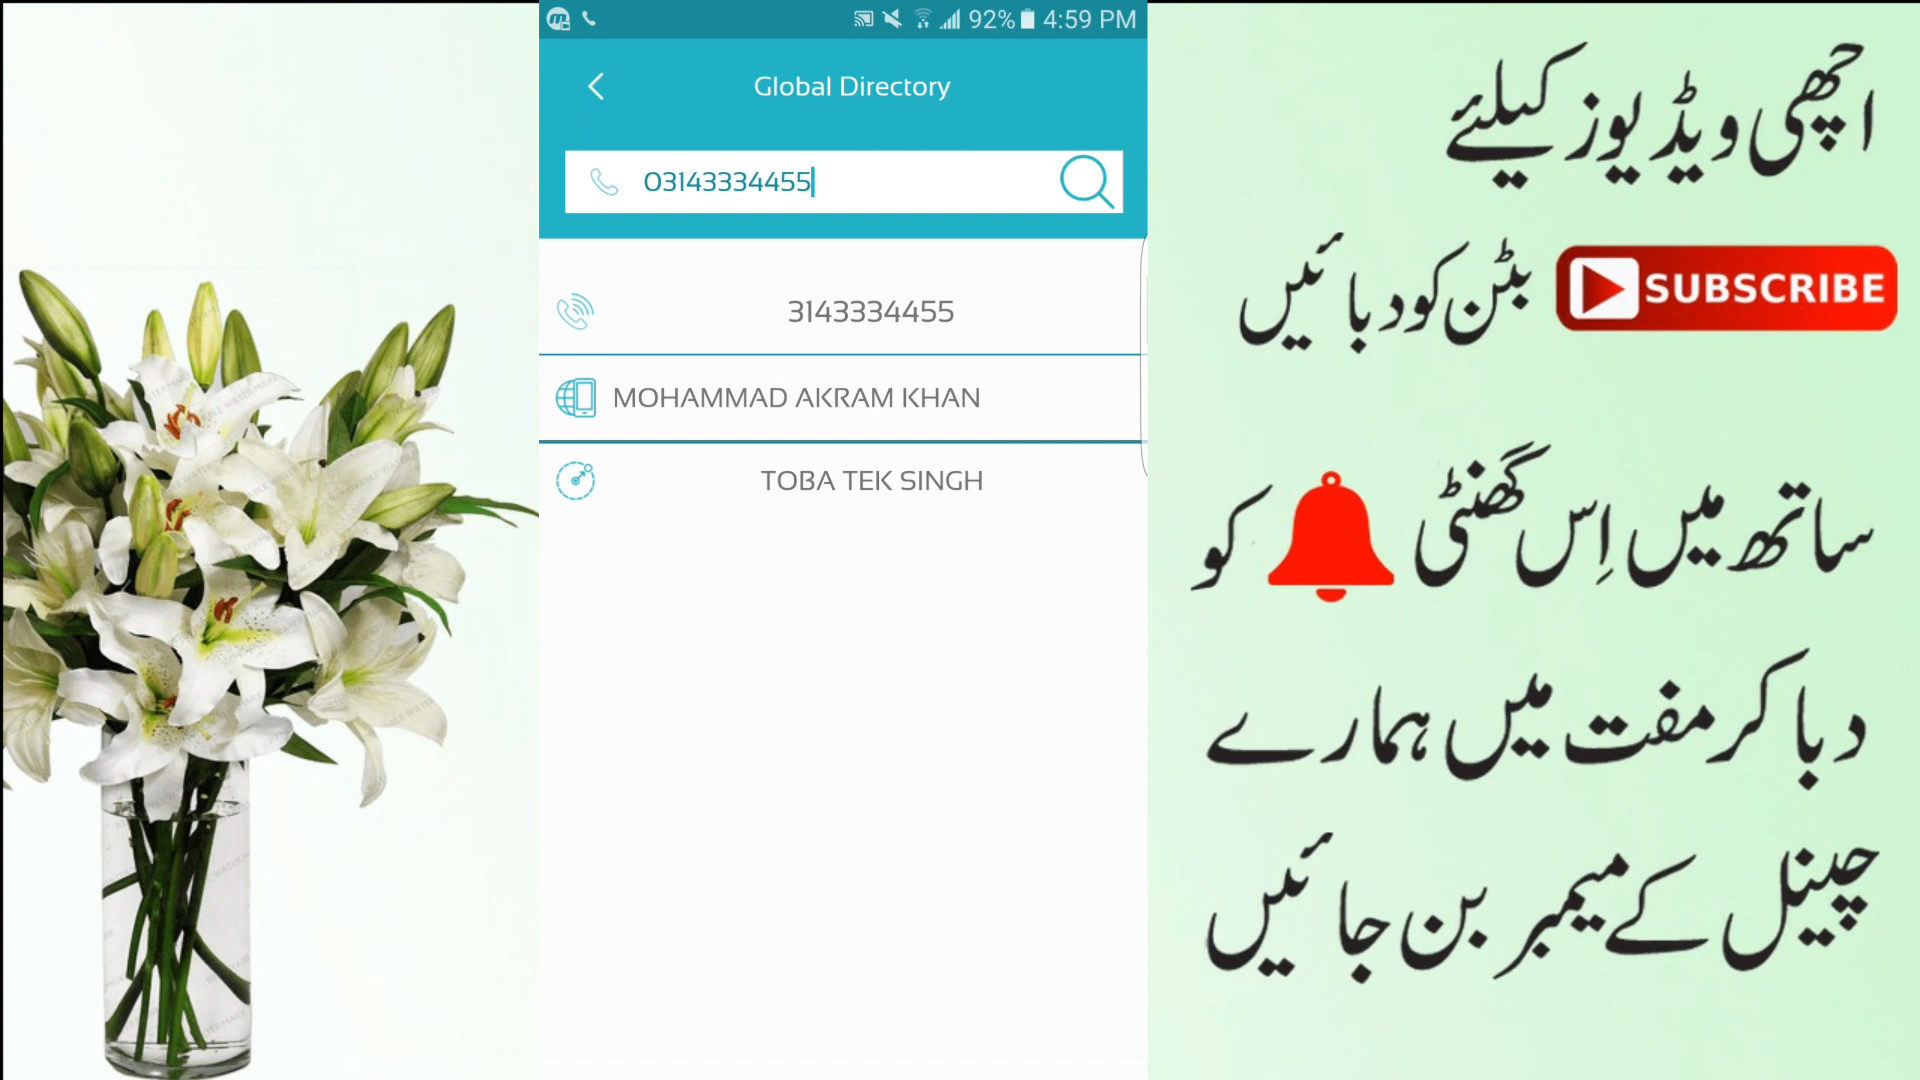 92% 4:59 PM
Global Directory
03143334455
3143334455
MOHAMMAD AKRAM KHAN
TOBA TEK SINGH
اچھی ویڈیوز کیلئے
SUBSCRIBE بٹن کو دبائیں
ساتھ میں اِس گھنٹی کو
دبا کر مفت میں ہمارے
چینل کے میمبر بن جائیں